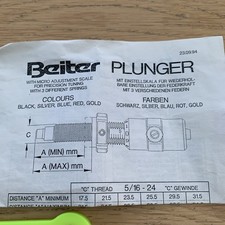 23.09.94
Beiter PLUNGER
WITH MICRO ADJUSTMENT SCALE
FOR PRECISION TUNING
WITH 3 DIFFERENT SPRINGS
MIT EINSTELLSKALA FÜR WIEDERHOL-
BARE EINSTELLUNG DER FEDERKRAFT
MIT 3 VERSCHIEDENEN FEDERN
COLOURS
BLACK, SILVER, BLUE, RED, GOLD
FARBEN
SCHWARZ, SILBER, BLAU, ROT, GOLD
C
A (MIN) mm
A (MAX) mm
"C" THREAD 5/16 - 24 "C" GEWINDE
DISTANCE "A" MINIMUM 17.5 21.5 23.5 25.5 29.5